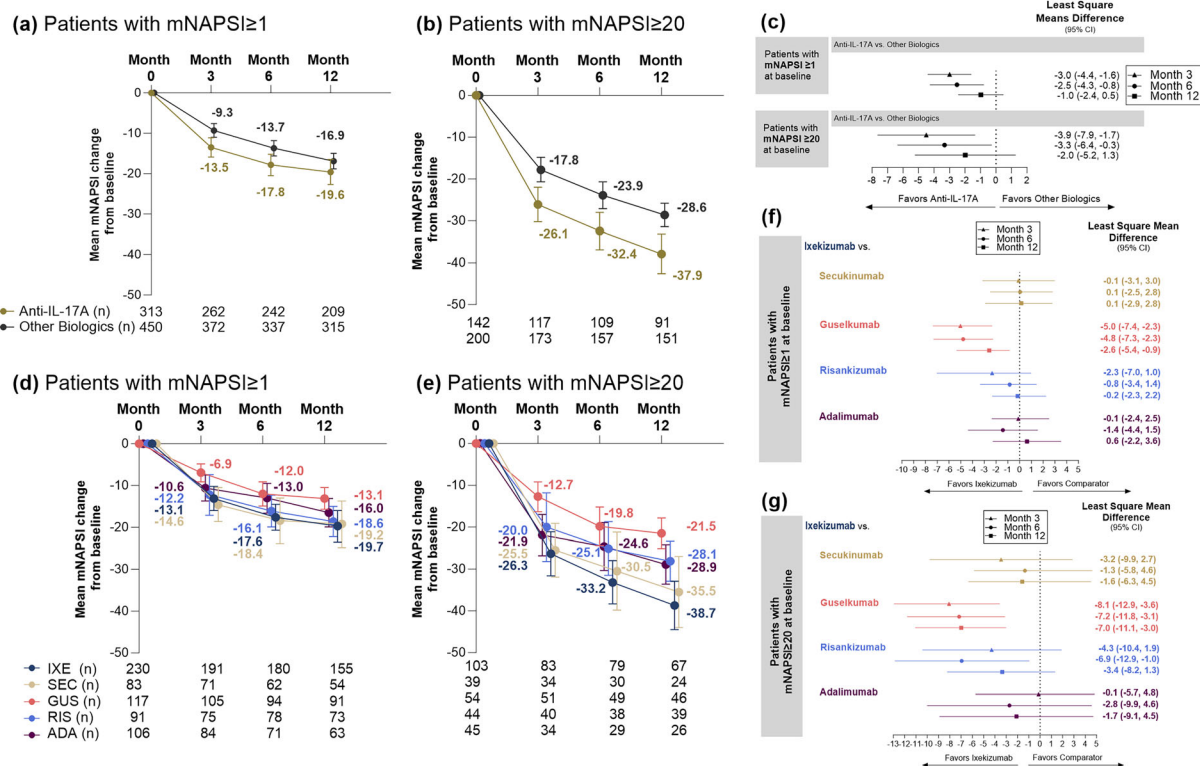 (a) Patients with mNAPSI≥1
Month Month Month Month
0 3 6 12
0
-10
-20
-30
-40
-50
Mean mNAPSI change
from baseline
-9.3
-13.7
-16.9
-13.5
-17.8
-19.6
Anti-IL-17A (n) 313 262 242 209
Other Biologics (n) 450 372 337 315
(b) Patients with mNAPSI≥20
Month Month Month Month
0 3 6 12
0
-10
-20
-30
-40
-50
Mean mNAPSI change
from baseline
-17.8
-23.9
-28.6
-26.1
-32.4
-37.9
142 117 109 91
200 173 157 151
(c)
Least Square
Means Difference
(95% CI)
Patients with
mNAPSI ≥1
at baseline
Anti-IL-17A vs. Other Biologics
-3.0 (-4.4, -1.6)
-2.5 (-4.3, -0.8)
-1.0 (-2.4, 0.5)
Month 3
Month 6
Month 12
Patients with
mNAPSI ≥20
at baseline
Anti-IL-17A vs. Other Biologics
-3.9 (-7.9, -1.7)
-3.3 (-6.4, -0.3)
-2.0 (-5.2, 1.3)
-8 -7 -6 -5 -4 -3 -2 -1 0 1 2
Favors Anti-IL-17A Favors Other Biologics
(d) Patients with mNAPSI≥1
Month Month Month Month
0 3 6 12
0
-10
-20
-30
-40
-50
Mean mNAPSI change
from baseline
-6.9
-12.0
-13.1
-10.6
-13.0
-16.0
-12.2
-16.1
-18.6
-13.1
-17.6
-19.2
-14.6
-18.4
-19.7
IXE (n) 230 191 180 155
SEC (n) 83 71 62 54
GUS (n) 117 105 94 91
RIS (n) 91 75 78 73
ADA (n) 106 84 71 63
(e) Patients with mNAPSI≥20
Month Month Month Month
0 3 6 12
0
-10
-20
-30
-40
-50
Mean mNAPSI change
from baseline
-12.7
-19.8
-21.5
-20.0
-21.9
-25.5
-26.3
-25.1
-24.6
-30.5
-33.2
-28.1
-28.9
-35.5
-38.7
103 83 79 67
39 34 30 24
54 51 49 46
44 40 38 39
45 34 29 26
(f)
Month 3
Month 6
Month 12
Least Square Mean
Difference
(95% CI)
Patients with
mNAPSI≥1 at baseline
Ixekizumab vs.
Secukinumab
-0.1 (-3.1, 3.0)
0.1 (-2.5, 2.8)
0.1 (-2.9, 2.8)
Guselkumab
-5.0 (-7.4, -2.3)
-4.8 (-7.3, -2.3)
-2.6 (-5.4, -0.9)
Risankizumab
-2.3 (-7.0, 1.0)
-0.8 (-3.4, 1.4)
-0.2 (-2.3, 2.2)
Adalimumab
-0.1 (-2.4, 2.5)
-1.4 (-4.4, 1.5)
0.6 (-2.2, 3.6)
-10 -9 -8 -7 -6 -5 -4 -3 -2 -1 0 1 2 3 4 5
Favors Ixekizumab Favors Comparator
(g)
Month 3
Month 6
Month 12
Least Square Mean
Difference
(95% CI)
Patients with
mNAPSI≥20 at baseline
Ixekizumab vs.
Secukinumab
-3.2 (-9.9, 2.7)
-1.3 (-5.8, 4.6)
-1.6 (-6.3, 4.5)
Guselkumab
-8.1 (-12.9, -3.6)
-7.2 (-11.8, -3.1)
-7.0 (-11.1, -3.0)
Risankizumab
-4.3 (-10.4, 1.9)
-6.9 (-12.9, -1.0)
-3.4 (-8.2, 1.3)
Adalimumab
-0.1 (-5.7, 4.8)
-2.8 (-9.9, 4.6)
-1.7 (-9.1, 4.5)
-13 -12 -11 -10 -9 -8 -7 -6 -5 -4 -3 -2 -1 0 1 2 3 4 5
Favors Ixekizumab Favors Comparator